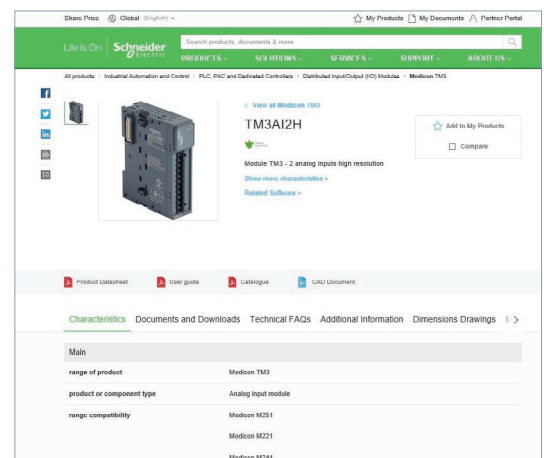 Share Price Global (English) My Products My Documents Partner Portal
Life Is On Schneider Electric
Search products, documents & more
PRODUCTS SOLUTIONS SERVICES SUPPORT ABOUT US
All products Industrial Automation and Control PLC, PAC and Dedicated Controllers Distributed Input/Output (I/O) Modules Modicon TM3
< View all Modicon TM3
TM3AI2H
Add to My Products
Compare
Module TM3 - 2 analog inputs high resolution
Show more characteristics +
Related Software >
Product Datasheet User guide Catalogue CAD Document
Characteristics Documents and Downloads Technical FAQs Additional Information Dimensions Drawings
Main
range of product Modicon TM3
product or component type Analog input module
range compatibility Modicon M251
Modicon M221
Modicon M241